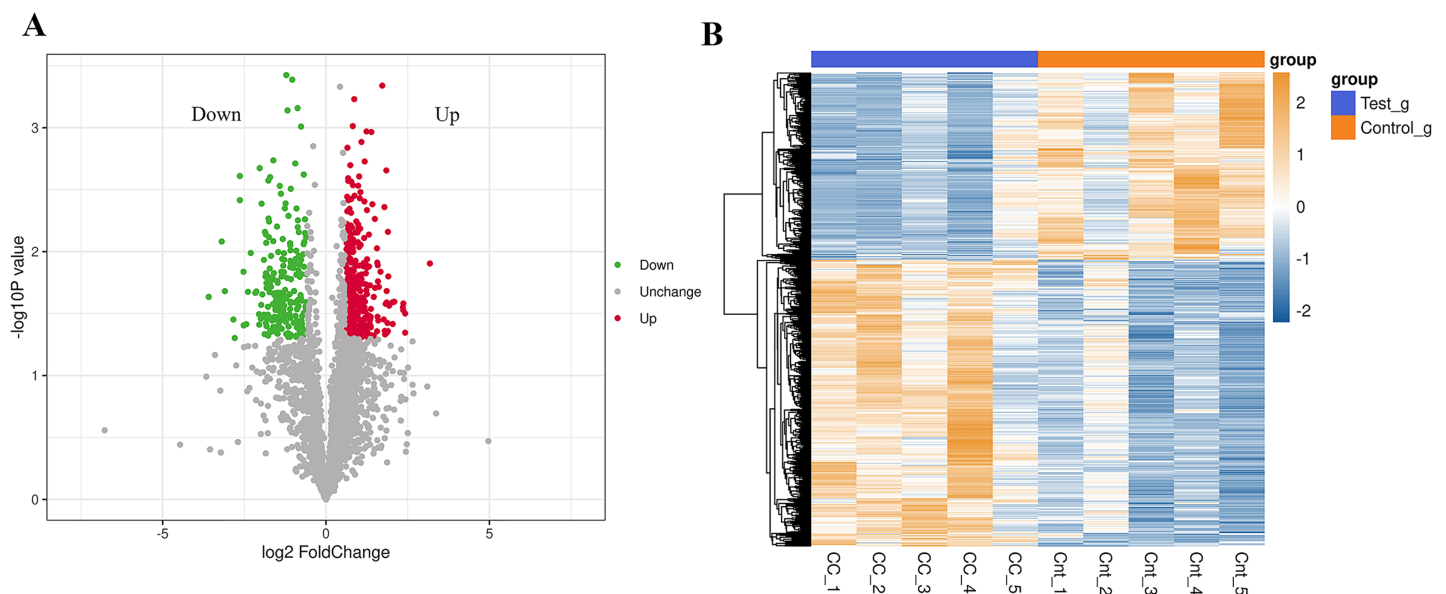 A
Down
Up
3
2
1
0
-log10P value
-5
0
5
log2 FoldChange
Down
Unchange
Up
B
group
2
1
0
-1
-2
group
Test_g
Control_g
CC_1
CC_2
CC_3
CC_4
CC_5
Cnt_1
Cnt_2
Cnt_3
Cnt_4
Cnt_5